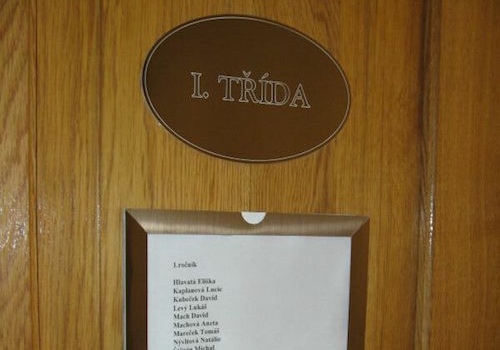 I. TŘÍDA
1.ročník
Hlavatá Eliška
Kaplanová Lucie
Kubeček David
Levý Lukáš
Mach David
Machová Aneta
Mareček Tomáš
Nývltová Natálie
Michal